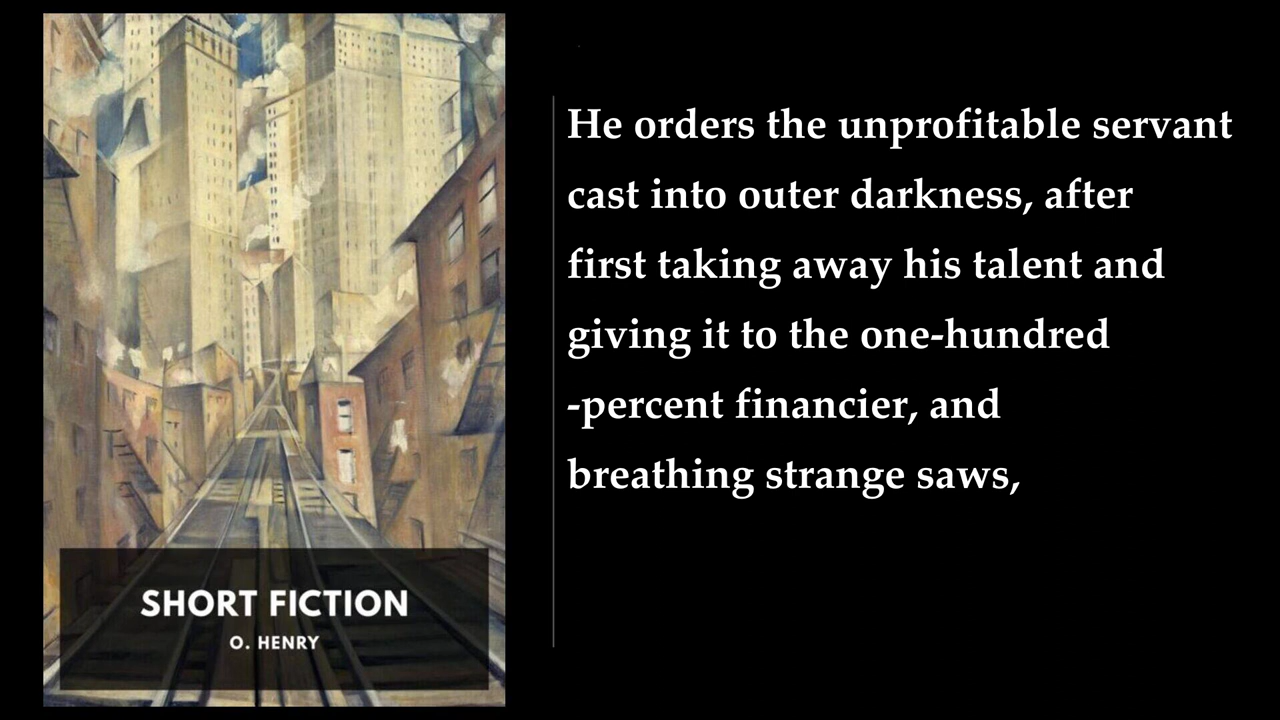 He orders the unprofitable servant
cast into outer darkness, after
first taking away his talent and
giving it to the one-hundred
-percent financier, and
breathing strange saws,
SHORT FICTION
O. HENRY